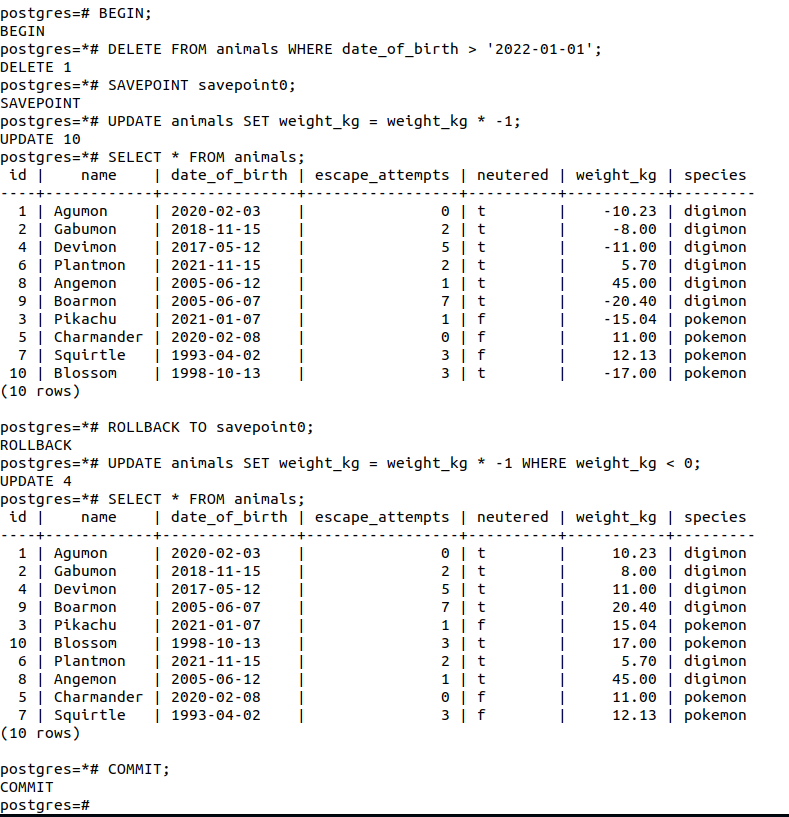 postgres=# BEGIN;
BEGIN
postgres=*# DELETE FROM animals WHERE date_of_birth > '2022-01-01';
DELETE 1
postgres=*# SAVEPOINT savepoint0;
SAVEPOINT
postgres=*# UPDATE animals SET weight_kg = weight_kg * -1;
UPDATE 10
postgres=*# SELECT * FROM animals;
 id |    name    | date_of_birth | escape_attempts | neutered | weight_kg | species
----+------------+---------------+-----------------+----------+-----------+---------
  1 | Agumon     | 2020-02-03    |               0 | t        |    -10.23 | digimon
  2 | Gabumon    | 2018-11-15    |               2 | t        |     -8.00 | digimon
  4 | Devimon    | 2017-05-12    |               5 | t        |    -11.00 | digimon
  6 | Plantmon   | 2021-11-15    |               2 | t        |      5.70 | digimon
  8 | Angemon    | 2005-06-12    |               1 | t        |     45.00 | digimon
  9 | Boarmon    | 2005-06-07    |               7 | t        |    -20.40 | digimon
  3 | Pikachu    | 2021-01-07    |               1 | f        |    -15.04 | pokemon
  5 | Charmander | 2020-02-08    |               0 | f        |     11.00 | pokemon
  7 | Squirtle   | 1993-04-02    |               3 | f        |     12.13 | pokemon
 10 | Blossom    | 1998-10-13    |               3 | t        |    -17.00 | pokemon
(10 rows)

postgres=*# ROLLBACK TO savepoint0;
ROLLBACK
postgres=*# UPDATE animals SET weight_kg = weight_kg * -1 WHERE weight_kg < 0;
UPDATE 4
postgres=*# SELECT * FROM animals;
 id |    name    | date_of_birth | escape_attempts | neutered | weight_kg | species
----+------------+---------------+-----------------+----------+-----------+---------
  1 | Agumon     | 2020-02-03    |               0 | t        |     10.23 | digimon
  2 | Gabumon    | 2018-11-15    |               2 | t        |      8.00 | digimon
  4 | Devimon    | 2017-05-12    |               5 | t        |     11.00 | digimon
  9 | Boarmon    | 2005-06-07    |               7 | t        |     20.40 | digimon
  3 | Pikachu    | 2021-01-07    |               1 | f        |     15.04 | pokemon
 10 | Blossom    | 1998-10-13    |               3 | t        |     17.00 | pokemon
  6 | Plantmon   | 2021-11-15    |               2 | t        |      5.70 | digimon
  8 | Angemon    | 2005-06-12    |               1 | t        |     45.00 | digimon
  5 | Charmander | 2020-02-08    |               0 | f        |     11.00 | pokemon
  7 | Squirtle   | 1993-04-02    |               3 | f        |     12.13 | pokemon
(10 rows)

postgres=*# COMMIT;
COMMIT
postgres=#